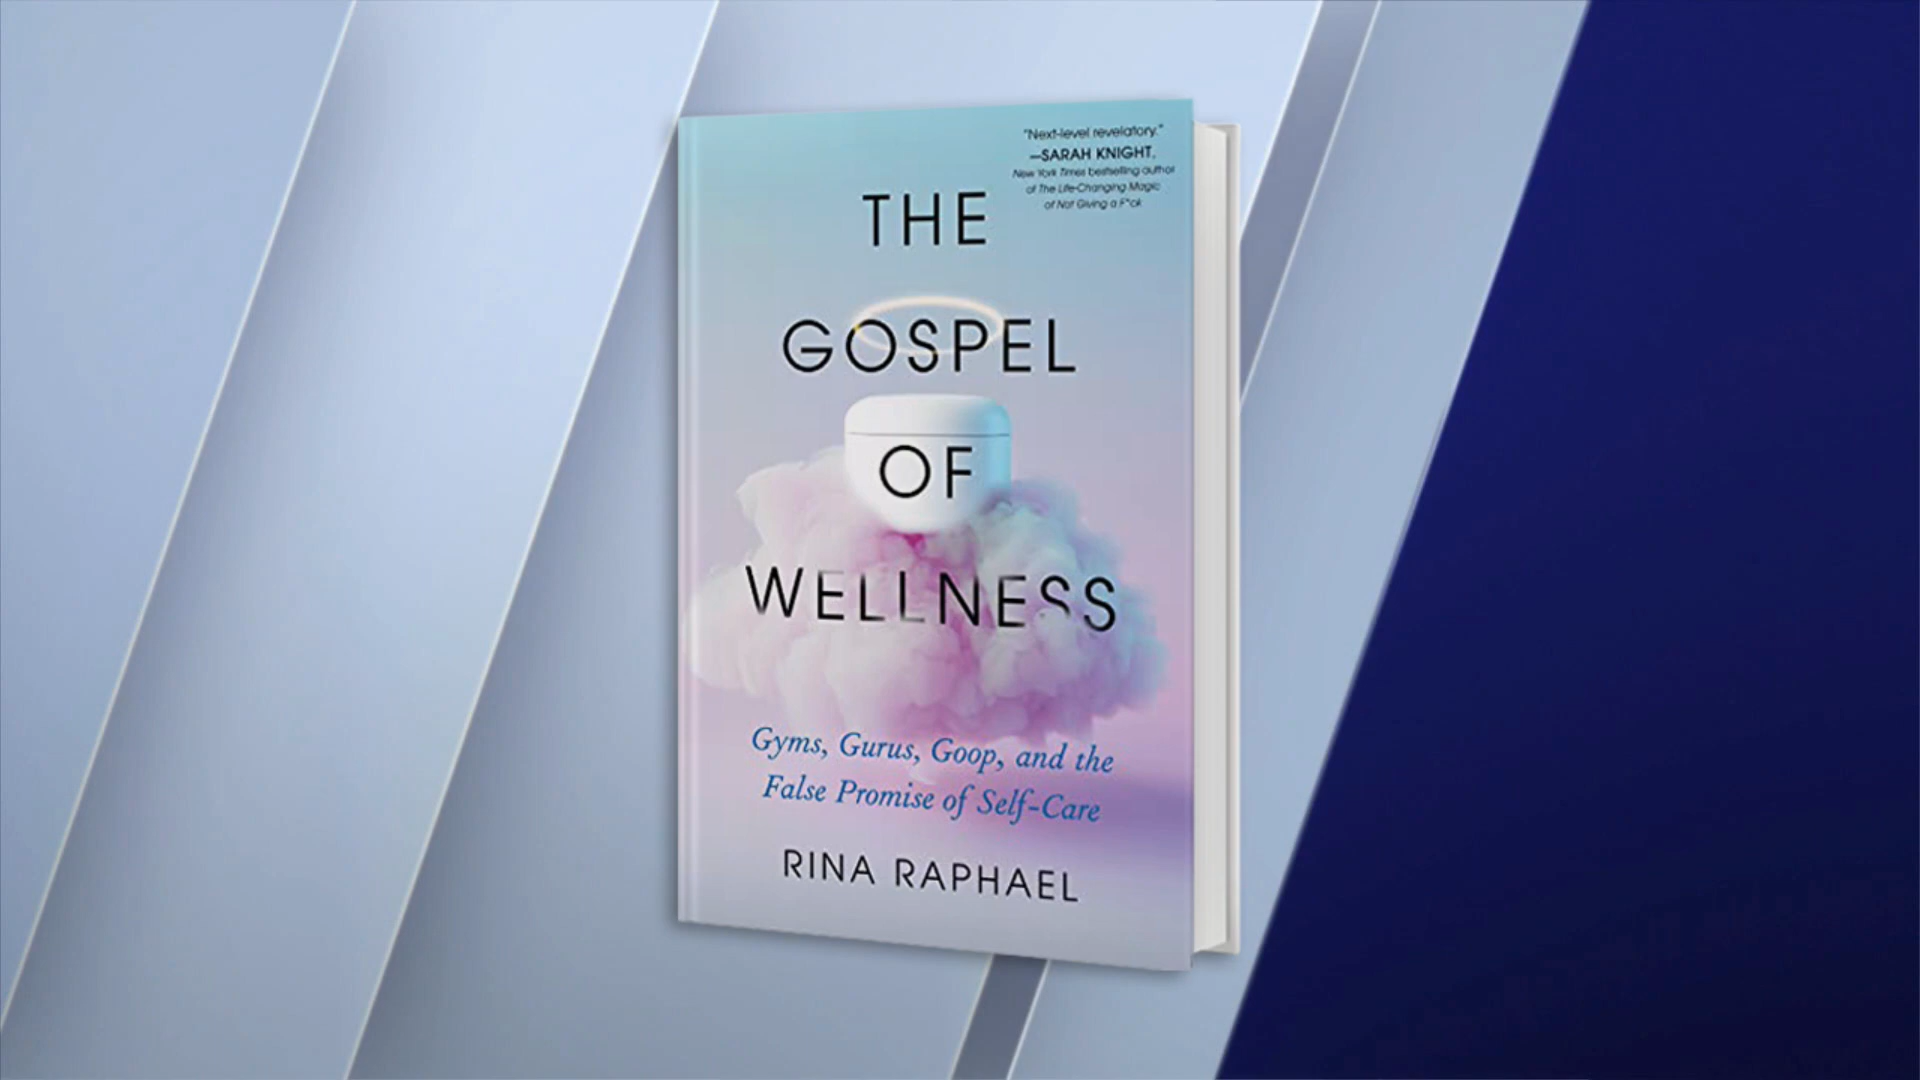 "Next-level revelatory."
—SARAH KNIGHT,
New York Times bestselling author
of The Life-Changing Magic
of Not Giving a F*ck
THE
GOSPEL
OF
WELLNESS
Gyms, Gurus, Goop, and the
False Promise of Self-Care
RINA RAPHAEL